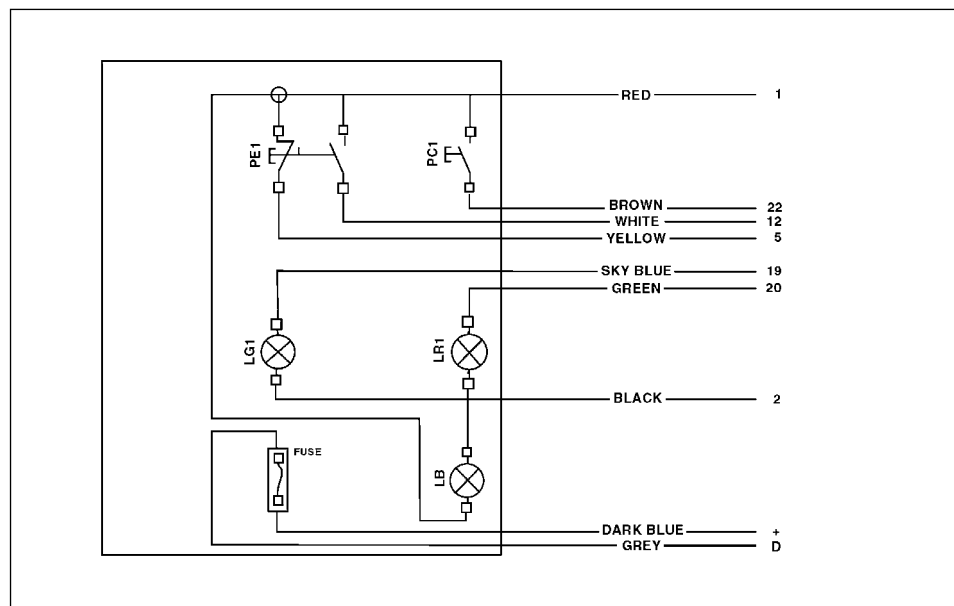 RED 1
PE1
PC1
BROWN 22
WHITE 12
YELLOW 5
SKY BLUE 19
GREEN 20
LG1
LR1
BLACK 2
FUSE
LB
DARK BLUE +
GREY D